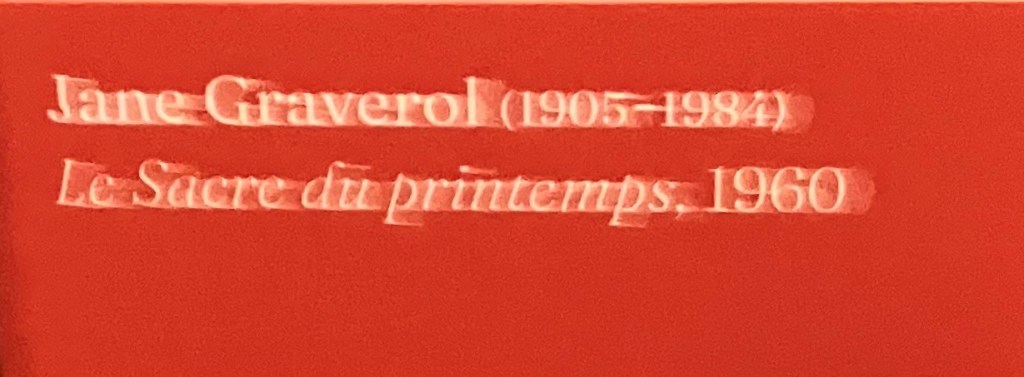 Jane Graverol (1905–1984)
Le Sacre du printemps, 1960